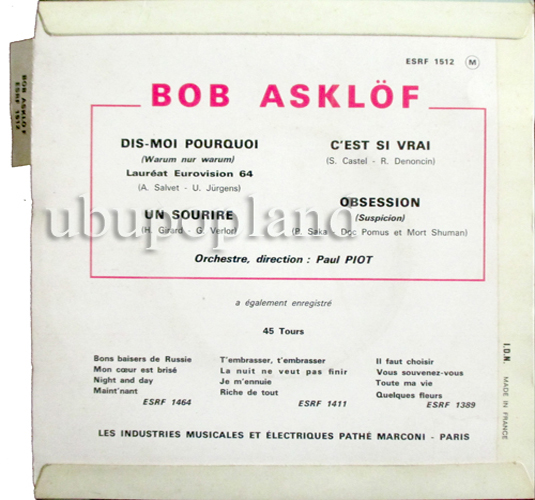 ESRF 1512 M
BOB ASKLÖF
ESRF 1512
BOB ASKLÖF
DIS-MOI POURQUOI
(Warum nur warum)
Lauréat Eurovision 64
(A. Salvet - U. Jürgens)
C'EST SI VRAI
(S. Castel - R. Denoncin)
UN SOURIRE
(H. Girard - G. Verlor)
OBSESSION
(Suspicion)
(P. Saka - Doc Pomus et Mort Shuman)
ubupopland
Orchestre, direction : Paul PIOT
a également enregistré
45 Tours
Bons baisers de Russie
Mon cœur est brisé
Night and day
Maint'nant
ESRF 1464
T'embrasser, t'embrasser
La nuit ne veut pas finir
Je m'ennuie
Riche de tout
ESRF 1411
Il faut choisir
Vous souvenez-vous
Toute ma vie
Quelques fleurs
ESRF 1389
I.D.N. MADE IN FRANCE
LES INDUSTRIES MUSICALES ET ÉLECTRIQUES PATHÉ MARCONI - PARIS